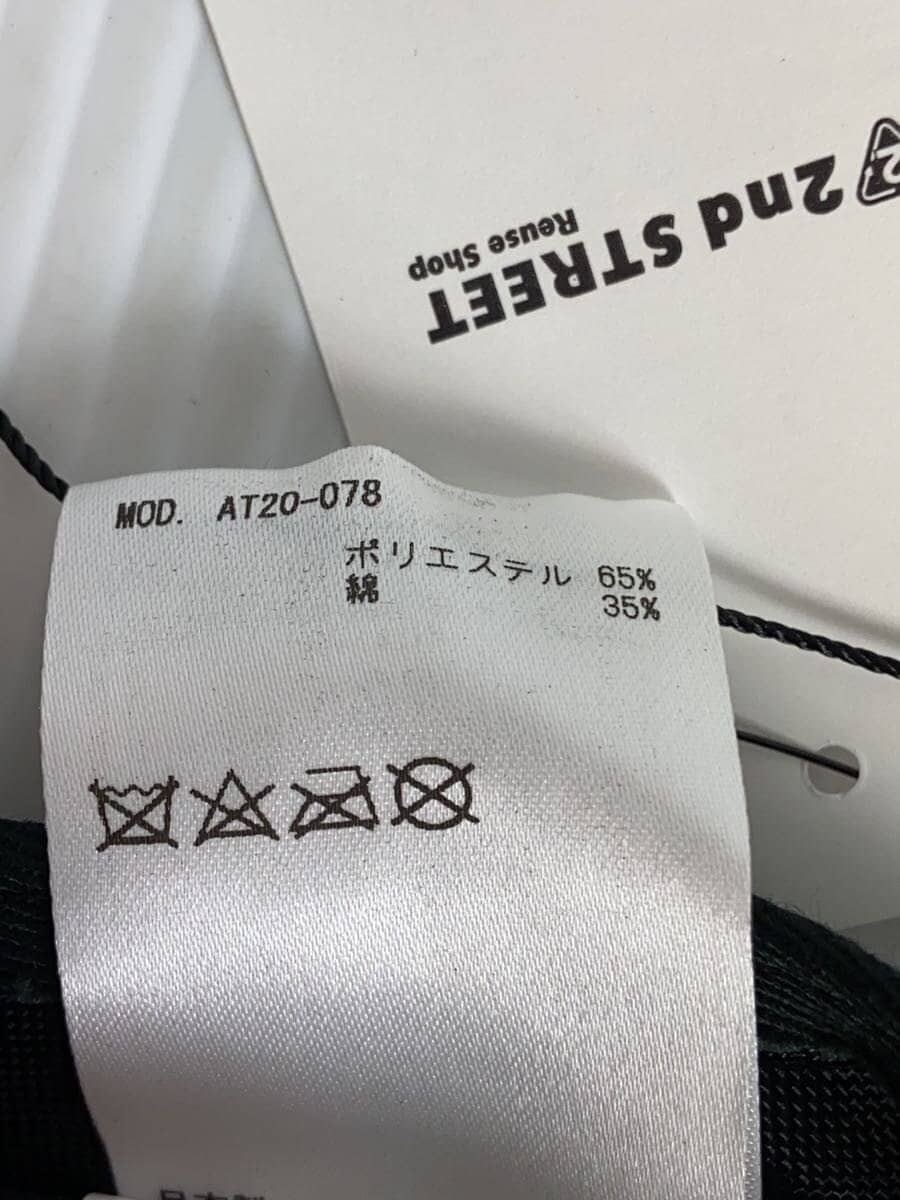 2nd STREET
Reuse Shop
MOD. AT20-078
ポリエステル 65%
綿 35%